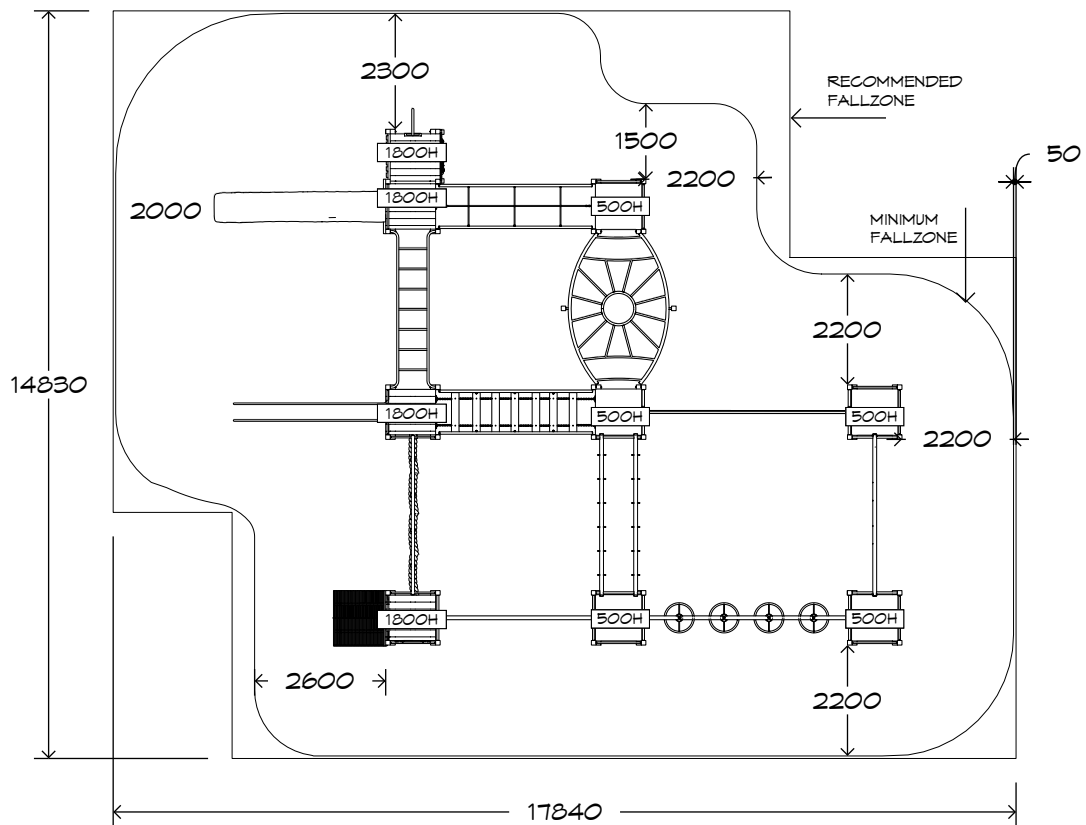 2300
RECOMMENDED
FALLZONE
1500
50
1800H
2200
1800H
2000
500H
MINIMUM
FALLZONE
2200
14830
1800H
500H
500H
2200
1800H
500H
500H
2600
2200
17840